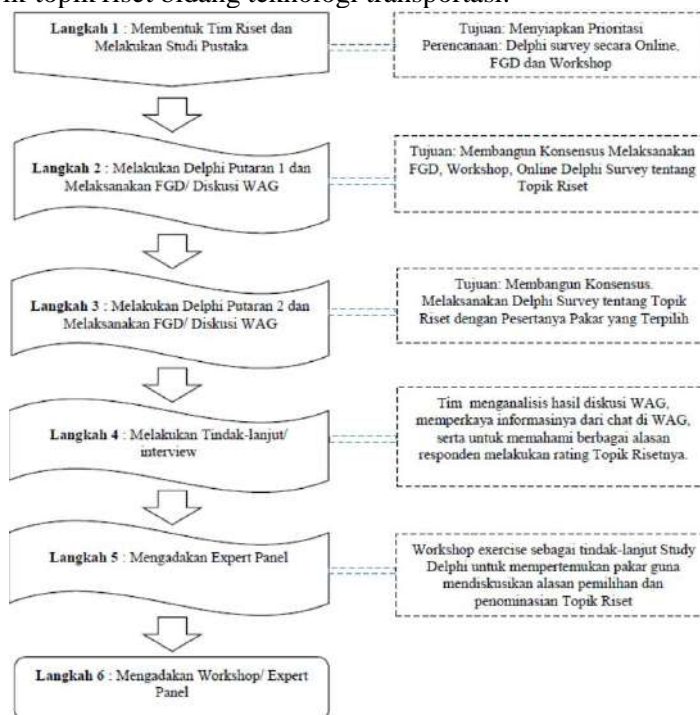 topik riset bidang teknologi transportasi.
Langkah 1 : Membentuk Tim Riset dan
Melakukan Studi Pustaka
Tujuan: Menyiapkan Prioritasi
Perencanaan: Delphi survey secara Online,
FGD dan Workshop
Langkah 2 : Melakukan Delphi Putaran 1 dan
Melaksanakan FGD/ Diskusi WAG
Tujuan: Membangun Konsensus Melaksanakan
FGD, Workshop, Online Delphi Survey tentang
Topik Riset
Langkah 3 : Melakukan Delphi Putaran 2 dan
Melaksanakan FGD/ Diskusi WAG
Tujuan: Membangun Konsensus.
Melaksanakan Delphi Survey tentang Topik
Riset dengan Pesertanya Pakar yang Terpilih
Langkah 4 : Melakukan Tindak-lanjut/
interview
Tim menganalisis hasil diskusi WAG,
memperkaya informasinya dari chat di WAG,
serta untuk memahami berbagai alasan
responden melakukan rating Topik Risetnya.
Langkah 5 : Mengadakan Expert Panel
Workshop exercise sebagai tindak-lanjut Study
Delphi untuk mempertemukan pakar guna
mendiskusikan alasan pemilihan dan
penominasian Topik Riset
Langkah 6 : Mengadakan Workshop/ Expert
Panel